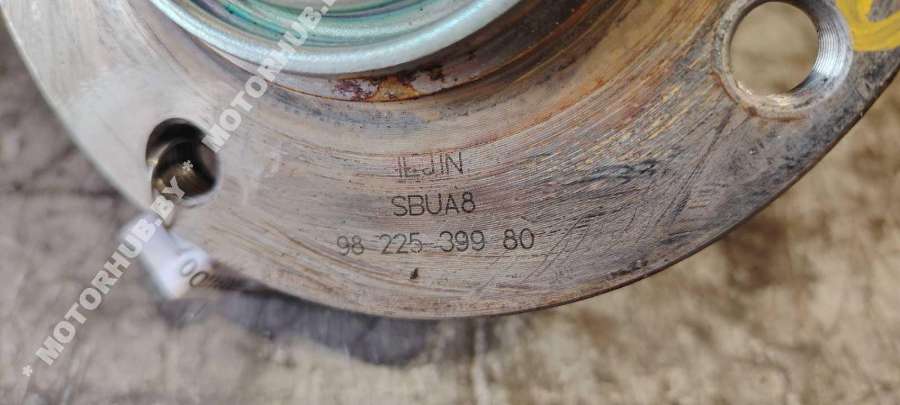 ILJIN
SBUA8
98 225-399 80
* MOTORHUB.BY * MOTORHUB.BY *